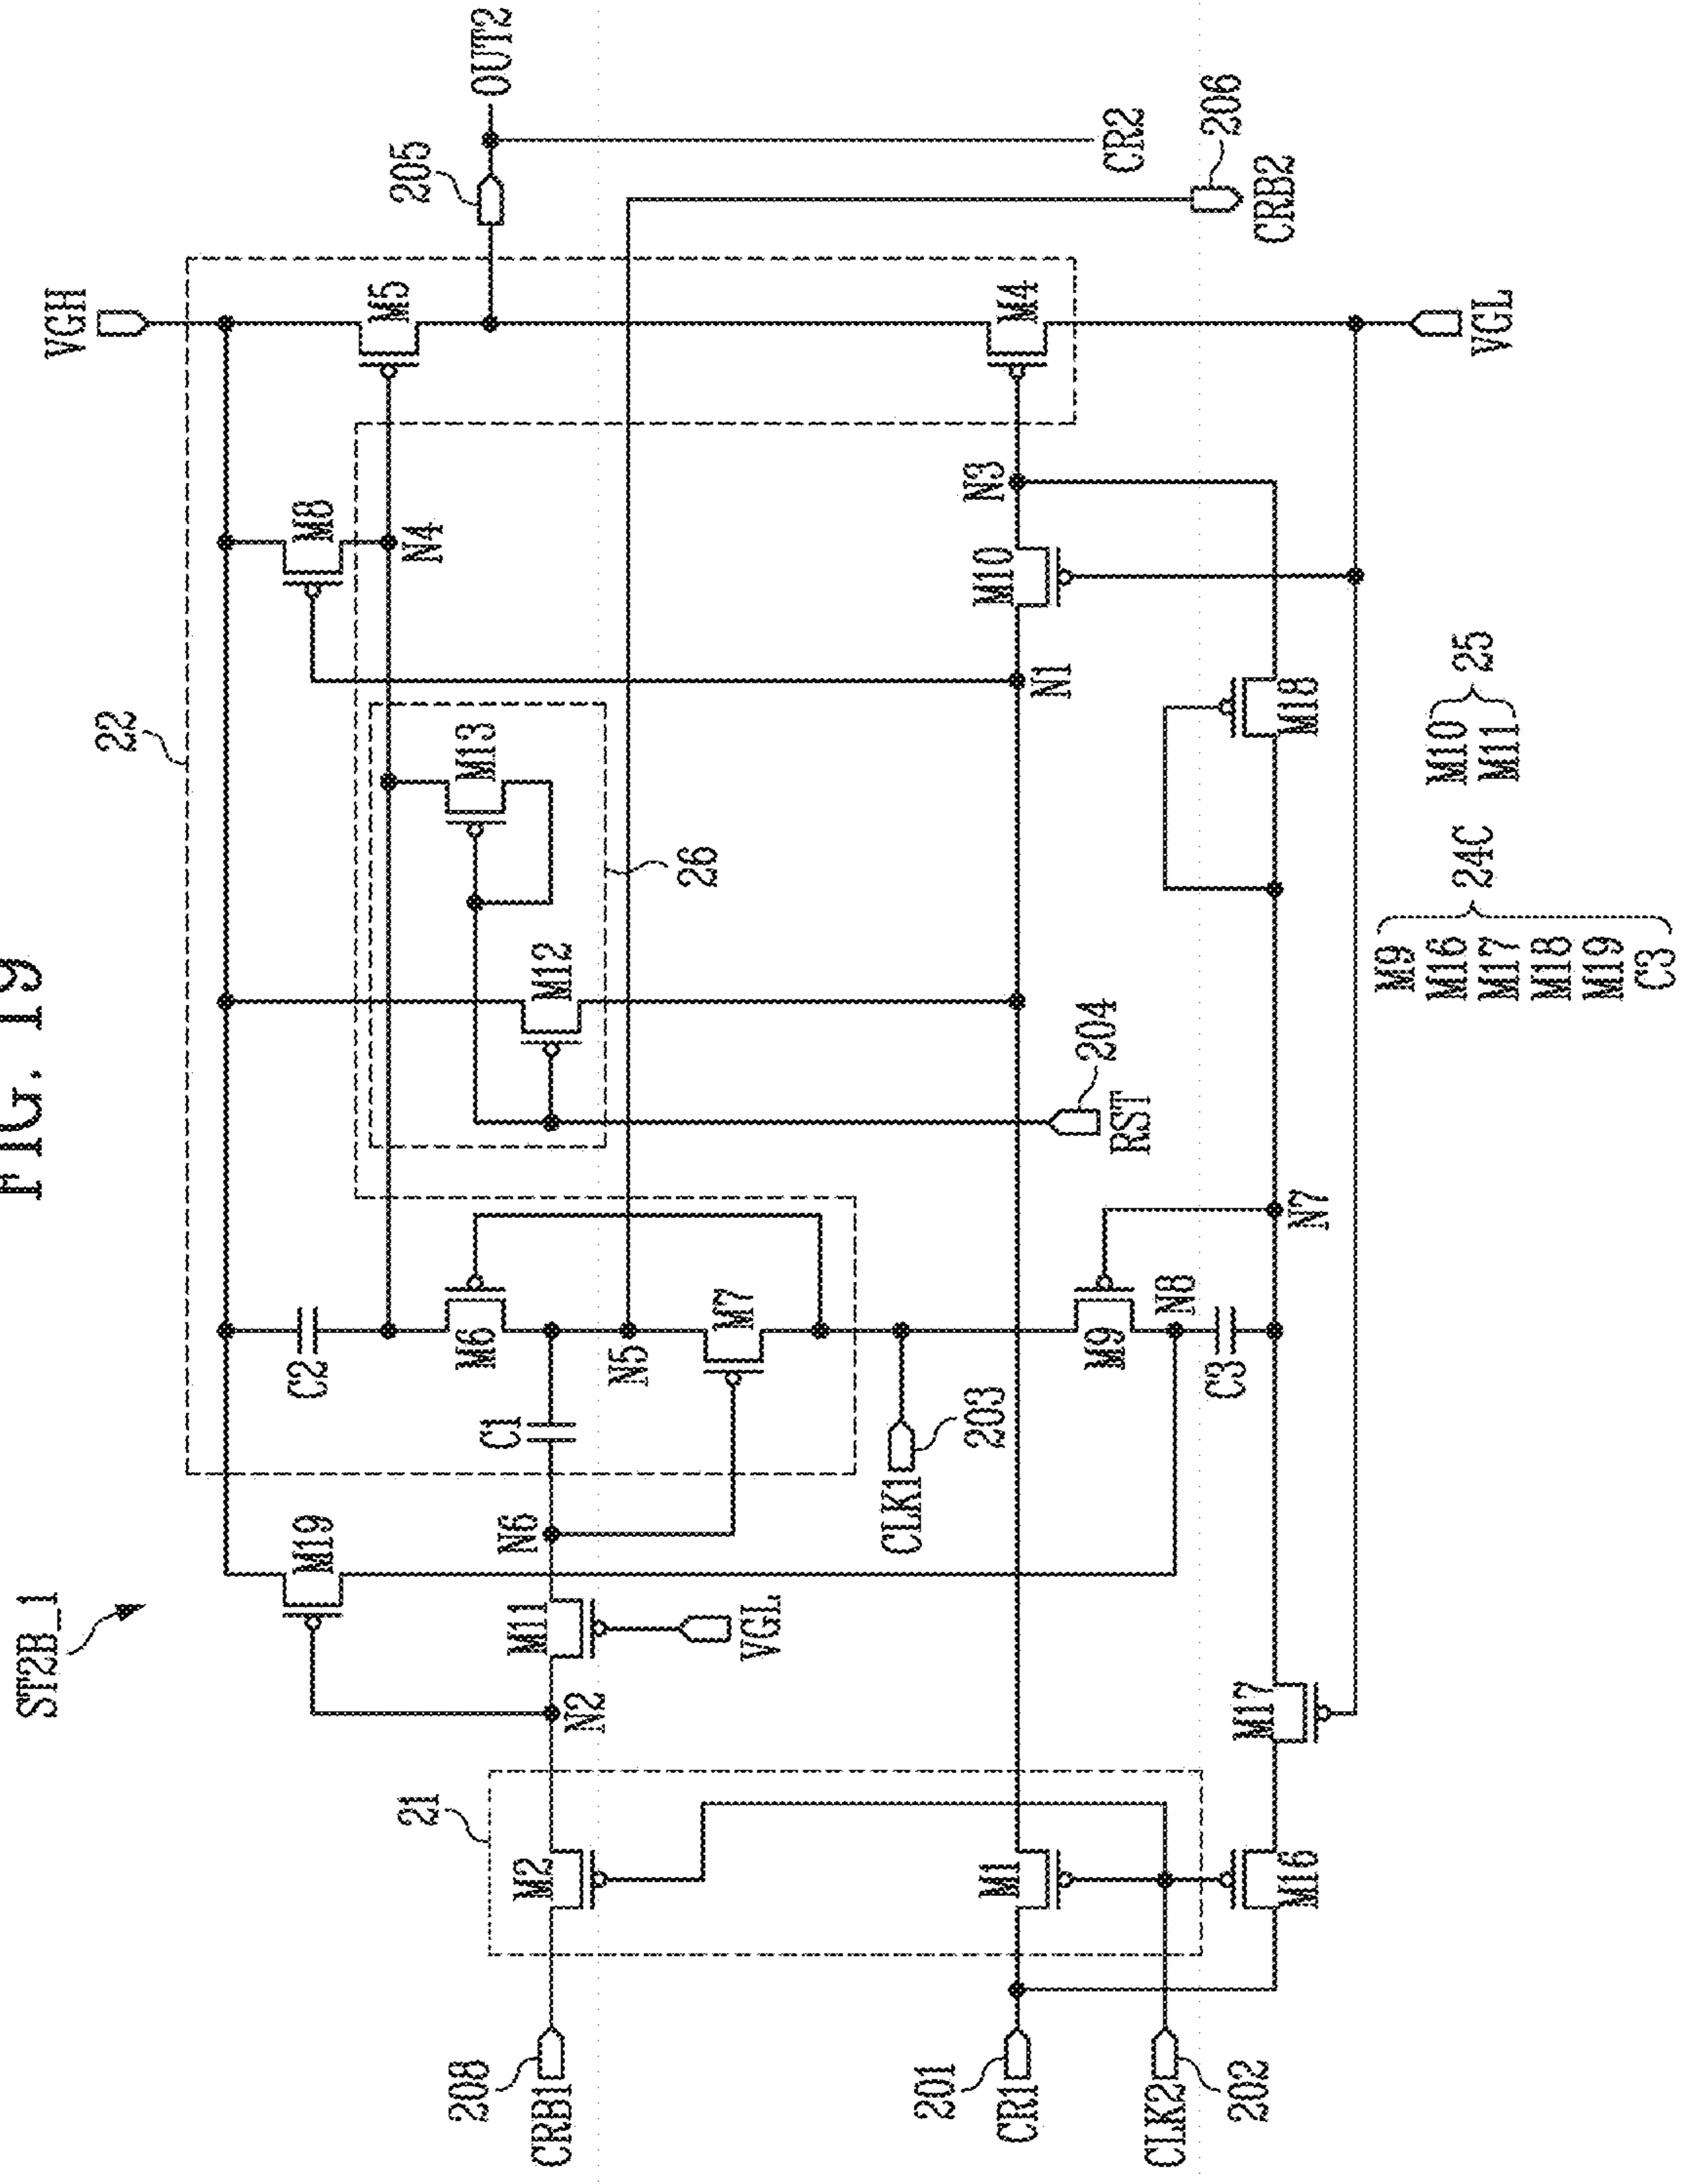 FIG. 19
ST2B_1
22
VGH
M19
C2
M8
M5
205
OUT2
N4
21
208
CRB1
M2
N2
M11
VGL
N6
C1
M6
N5
M7
M12
M13
26
CLK1
203
RST
204
201
CR1
M1
N1
M10
N3
M4
CR2
206
CRB2
CLK2
202
M16
M17
M9
N8
C3
N7
M18
VGL
M9
M16
M17
M18
M19
C3
24C
M10
M11
25